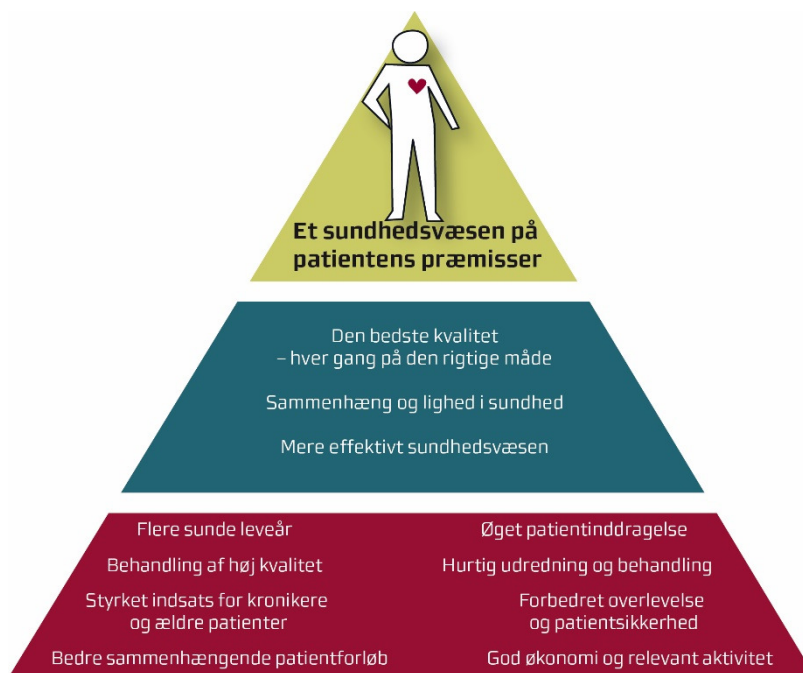 Et sundhedsvæsen på
patientens præmisser
Den bedste kvalitet
– hver gang på den rigtige måde
Sammenhæng og lighed i sundhed
Mere effektivt sundhedsvæsen
Flere sunde leveår
Behandling af høj kvalitet
Styrket indsats for kronikere
og ældre patienter
Bedre sammenhængende patientforløb
Øget patientinddragelse
Hurtig udredning og behandling
Forbedret overlevelse
og patientsikkerhed
God økonomi og relevant aktivitet